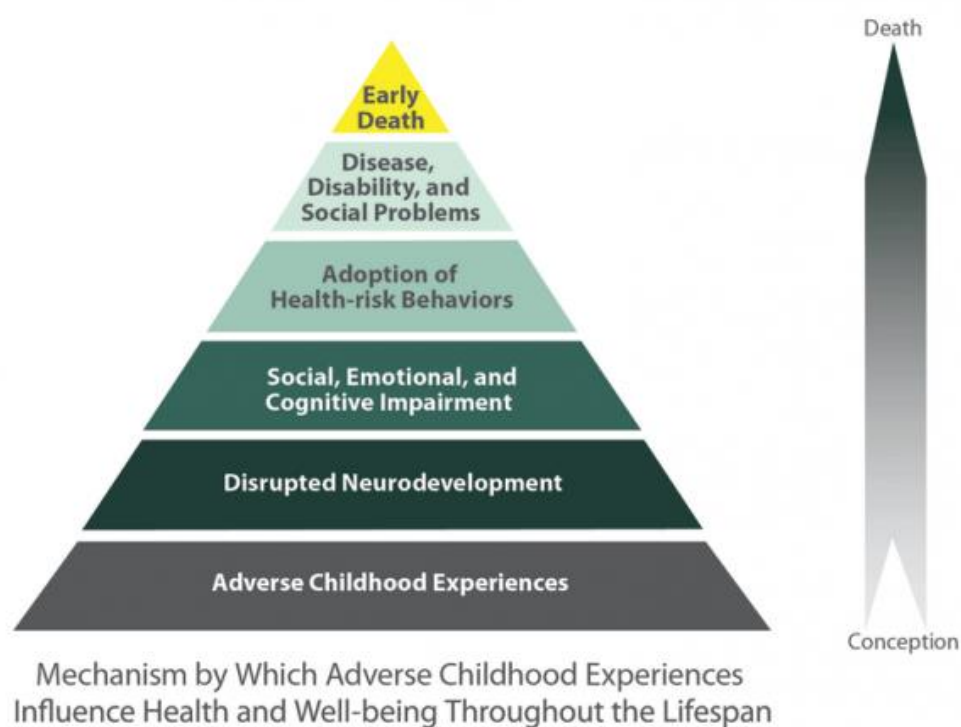 Death
Early
Death
Disease,
Disability, and
Social Problems
Adoption of
Health-risk Behaviors
Social, Emotional, and
Cognitive Impairment
Disrupted Neurodevelopment
Adverse Childhood Experiences
Conception
Mechanism by Which Adverse Childhood Experiences
Influence Health and Well-being Throughout the Lifespan